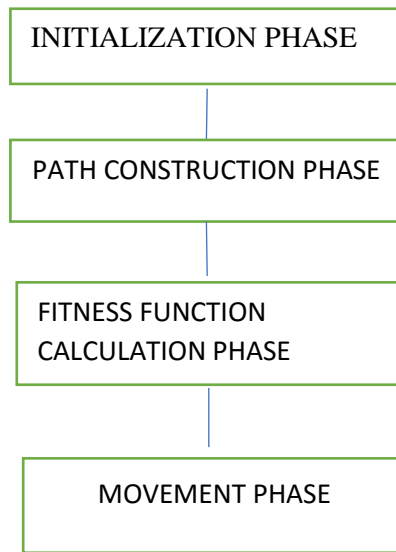 INITIALIZATION PHASE
PATH CONSTRUCTION PHASE
FITNESS FUNCTION
CALCULATION PHASE
MOVEMENT PHASE